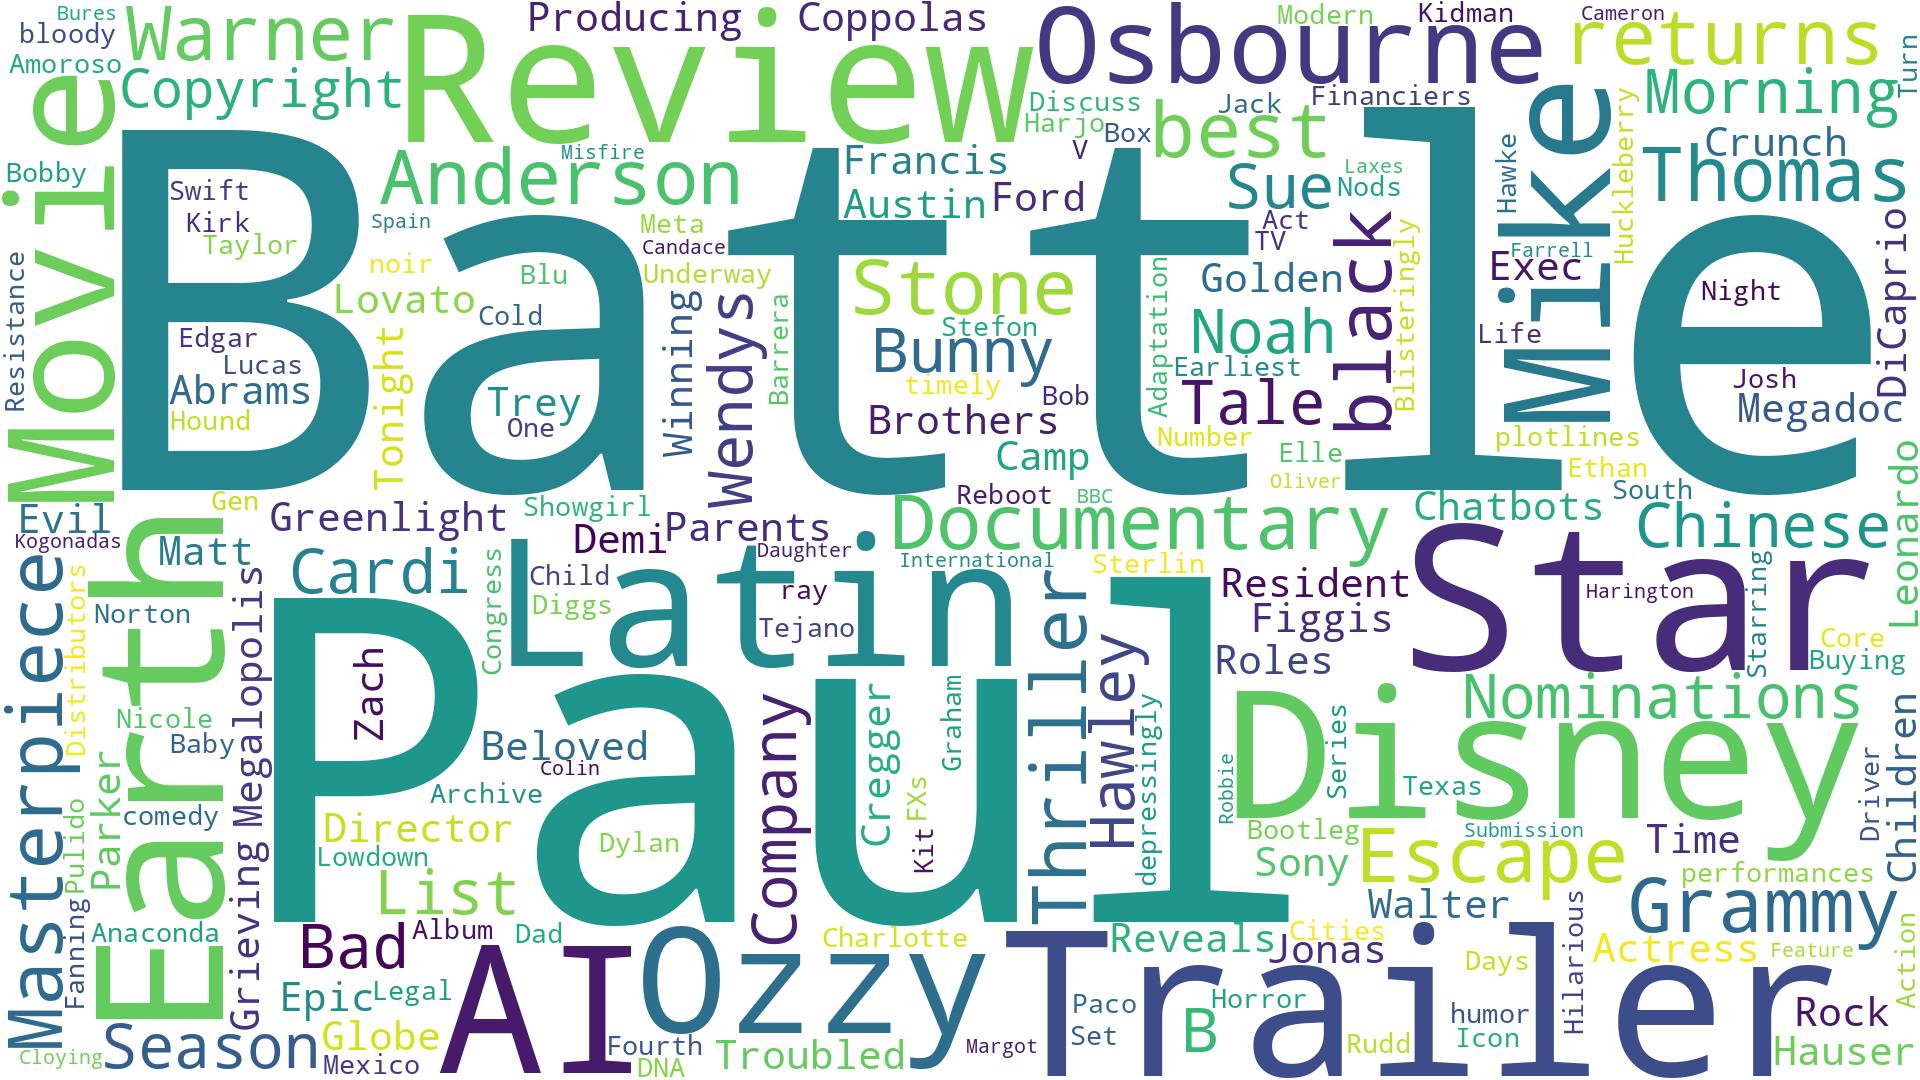 Bures
bloody
Amoroso
Warner
Copyright
Review
Producing
Coppolas
Osbourne
Modern
Kidman
Cameron
returns
Turn
Movie
Bobby
Anderson
Misfire
Francis
Austin
Discuss
Harjo
V
Box
Jack
Financiers
best
Ford
Sue
Laxes
Nods
Hawke
Mike
Huckleberry
Morning
Crunch
Thomas
Battle
Swift
Kirk
Taylor
Spain
noir
Lovato
Blu
Cold
Meta
Candace
Underway
Stone
Act
TV
Golden
black
Blisteringly
Farrell
Exec
Night
DiCaprio
Resistance
Edgar
Lucas
Abrams
Hound
Tonight
Trey
One
Winning
Wendys
Barrera
Stefon
Bunny
timely
Bob
Brothers
Camp
Adaptation
Noah
Earliest
Tale
Number
Elle
Oliver
Life
Josh
Megadoc
plotlines
Ethan
South
Leonardo
Gen
Evil
Kogonadas
Matt
Greenlight
Showgirl
Parents
Demi
Reboot
BBC
Documentary
Chatbots
Chinese
Masterpiece
Distributors
Norton
Earth
Cardi
Congress
Latin
Child
Diggs
Daughter
ray
Tejano
International
Sterlin
Resident
Figgis
Roles
Star
Harington
Starring
Core
Buying
Grieving
Megalopolis
Zach
Paul
Nicole
Baby
Parker
Beloved
Colin
Archive
Company
Cregger
Graham
FXs
Kit
Thriller
Hawley
depressingly
Robbie
Disney
Series
Texas
Nominations
Driver
Children
comedy
Pulido
Director
Lowdown
Dylan
List
Bootleg
Sony
Submission
Escape
Time
performances
Walter
Grammy
Fanning
Anaconda
Bad
Album
Dad
Charlotte
Reveals
Cities
Jonas
Days
Hilarious
Actress
Feature
Action
Epic
Legal
AI
Ozzy
Trailer
Paco
Set
Horror
B
humor
Icon
Rudd
Rock
Hauser
Cloying
Season
Globe
Mexico
Fourth
DNA
Troubled
Margot